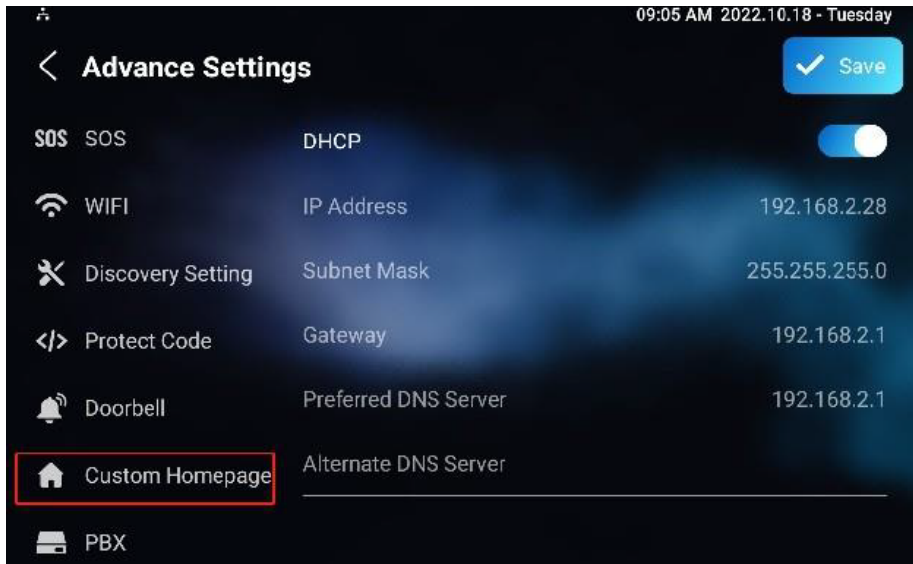 09:05 AM 2022.10.18 - Tuesday
Advance Settings
Save
SOS SOS
DHCP
WIFI
IP Address 192.168.2.28
Discovery Setting
Subnet Mask 255.255.255.0
</> Protect Code
Gateway 192.168.2.1
Doorbell
Preferred DNS Server 192.168.2.1
Custom Homepage
Alternate DNS Server
PBX